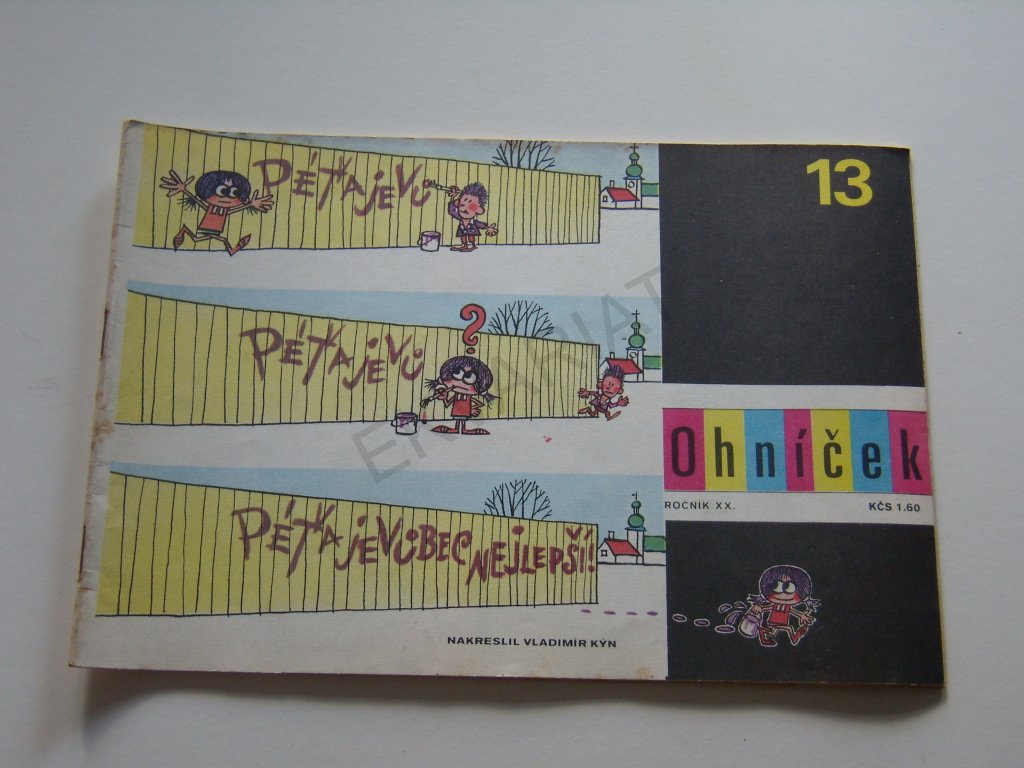 PÉŤA JE VŮ
?
PÉŤA JE VŮ
PÉŤA JE VŮBEC NEJLEPŠÍ!
NAKRESLIL VLADIMÍR KÝN
13
Ohníček
ROČNÍK XX.
KČS 1.60